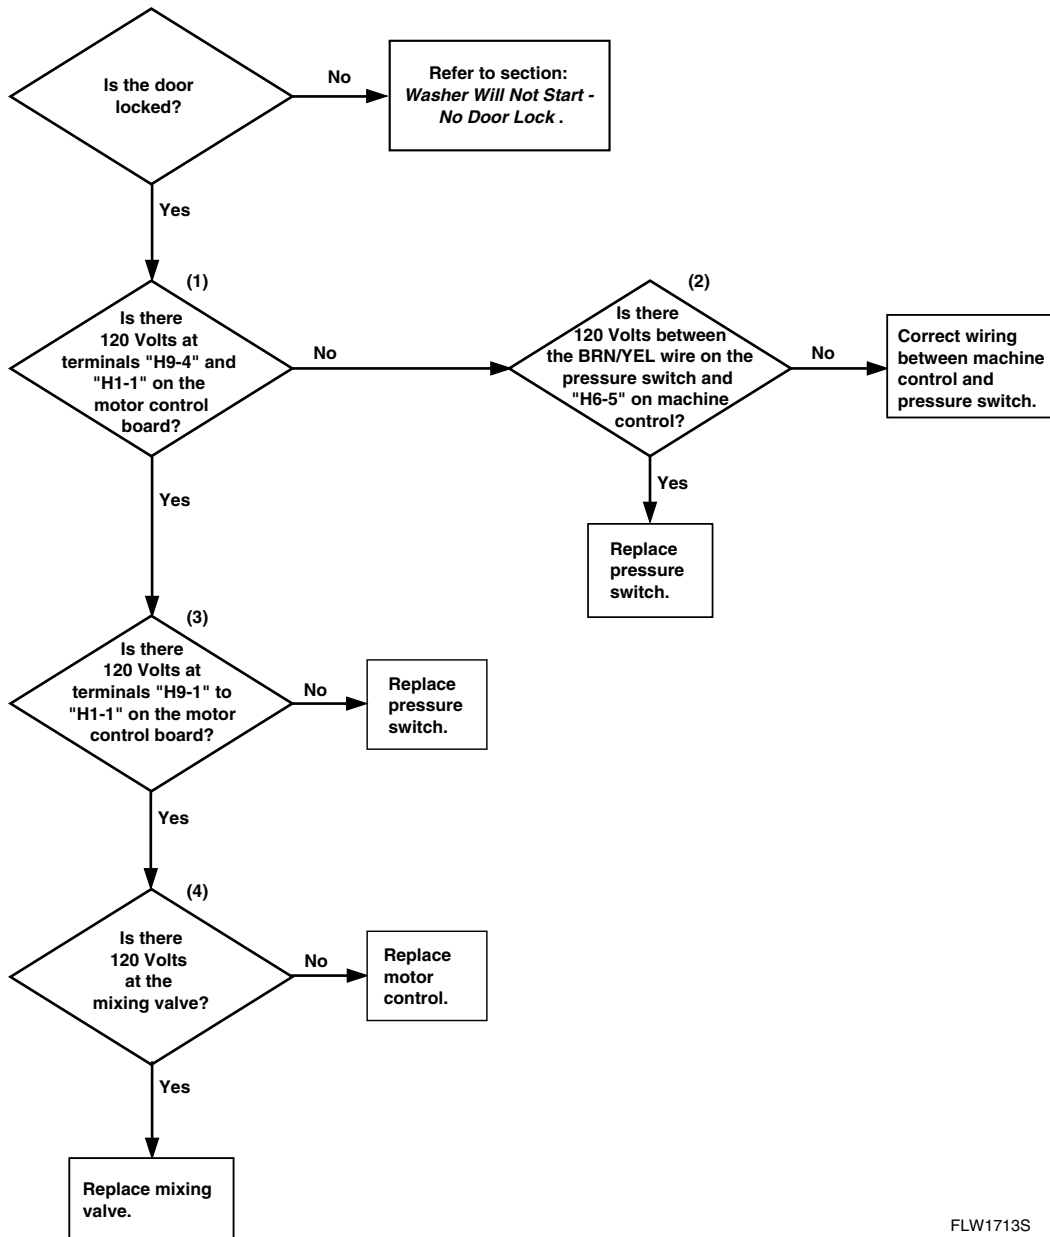 Is the door
locked?
No
Refer to section:
Washer Will Not Start -
No Door Lock .
Yes
(1)
Is there
120 Volts at
terminals "H9-4" and
"H1-1" on the
motor control
board?
No
(2)
Is there
120 Volts between
the BRN/YEL wire on the
pressure switch and
"H6-5" on machine
control?
No
Correct wiring
between machine
control and
pressure switch.
Yes
Replace
pressure
switch.
Yes
(3)
Is there
120 Volts at
terminals "H9-1" to
"H1-1" on the motor
control board?
No
Replace
pressure
switch.
Yes
(4)
Is there
120 Volts
at the
mixing valve?
No
Replace
motor
control.
Yes
Replace mixing
valve.
FLW1713S